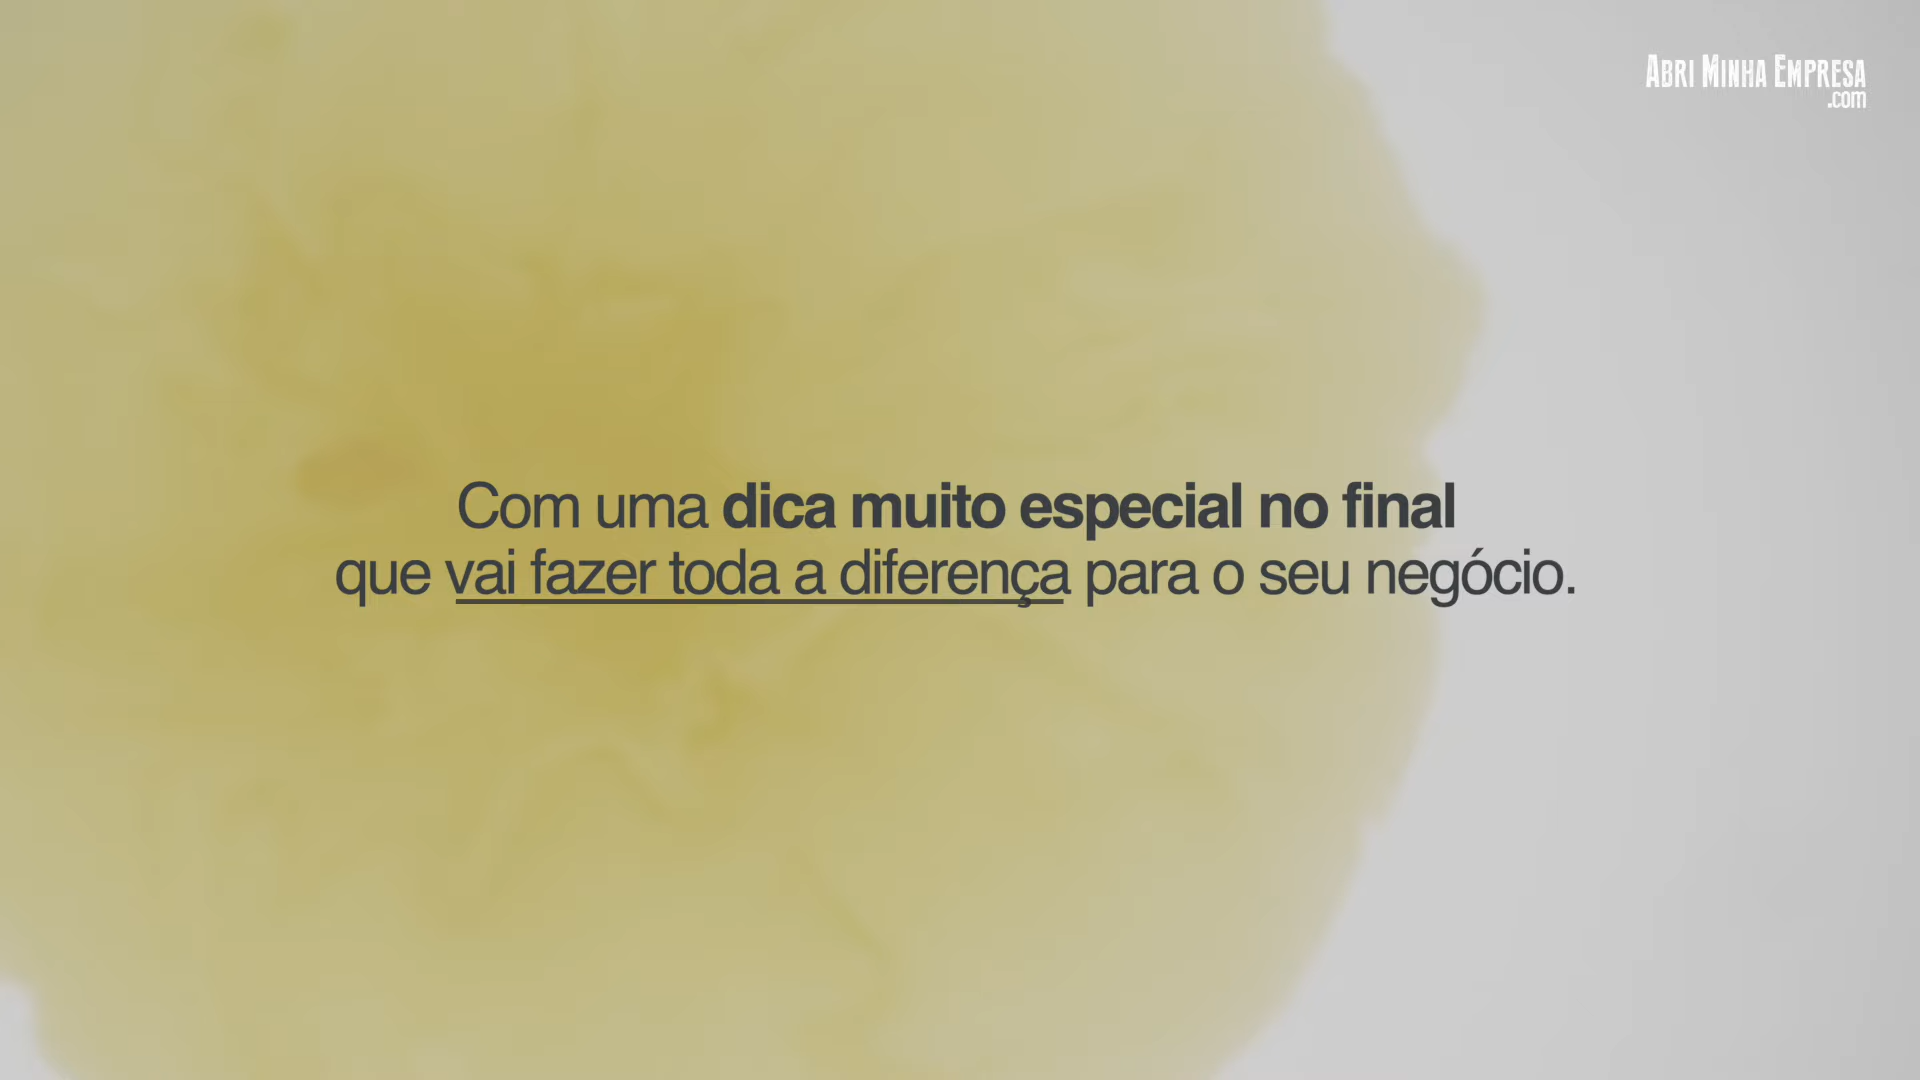 ABRI MINHA EMPRESA
.com
Com uma dica muito especial no final
que vai fazer toda a diferença para o seu negócio.